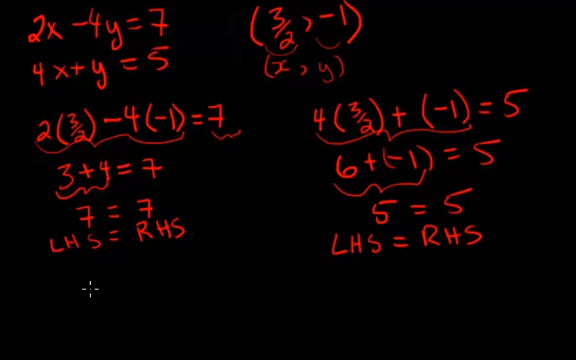 2x - 4y = 7
4x + y = 5
(3/2, -1)
(x, y)
2(3/2) - 4(-1) = 7
3 + 4 = 7
7 = 7
LHS = RHS
4(3/2) + (-1) = 5
6 + (-1) = 5
5 = 5
LHS = RHS